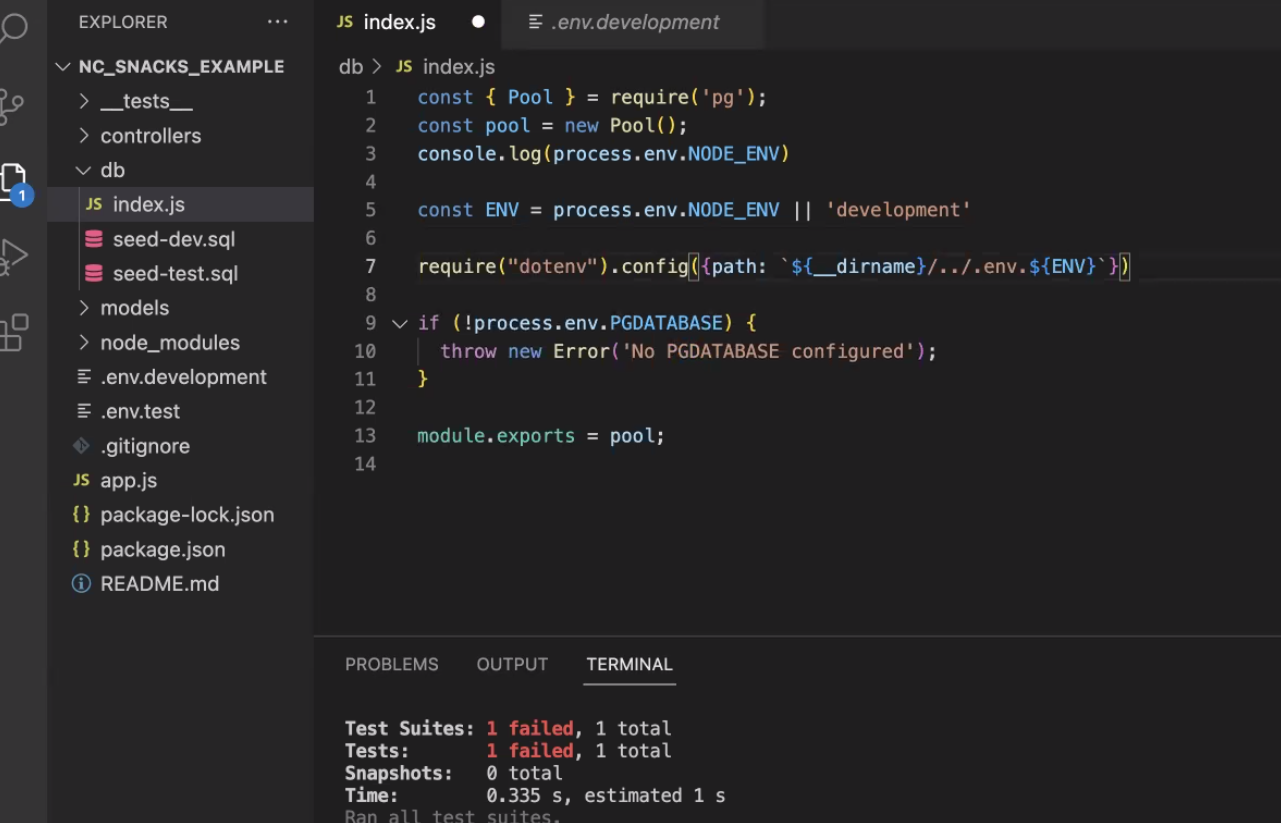 EXPLORER ...
NC_SNACKS_EXAMPLE
__tests__
controllers
db
JS index.js
seed-dev.sql
seed-test.sql
models
node_modules
.env.development
.env.test
.gitignore
JS app.js
{} package-lock.json
{} package.json
README.md
1
JS index.js
.env.development
db > JS index.js
1 const { Pool } = require('pg');
2 const pool = new Pool();
3 console.log(process.env.NODE_ENV)
4
5 const ENV = process.env.NODE_ENV || 'development'
6
7 require("dotenv").config({path: `${__dirname}/../.env.${ENV}`})
8
9 if (!process.env.PGDATABASE) {
10 throw new Error('No PGDATABASE configured');
11 }
12
13 module.exports = pool;
14
PROBLEMS OUTPUT TERMINAL
Test Suites: 1 failed, 1 total
Tests: 1 failed, 1 total
Snapshots: 0 total
Time: 0.335 s, estimated 1 s
Ran all test suites.